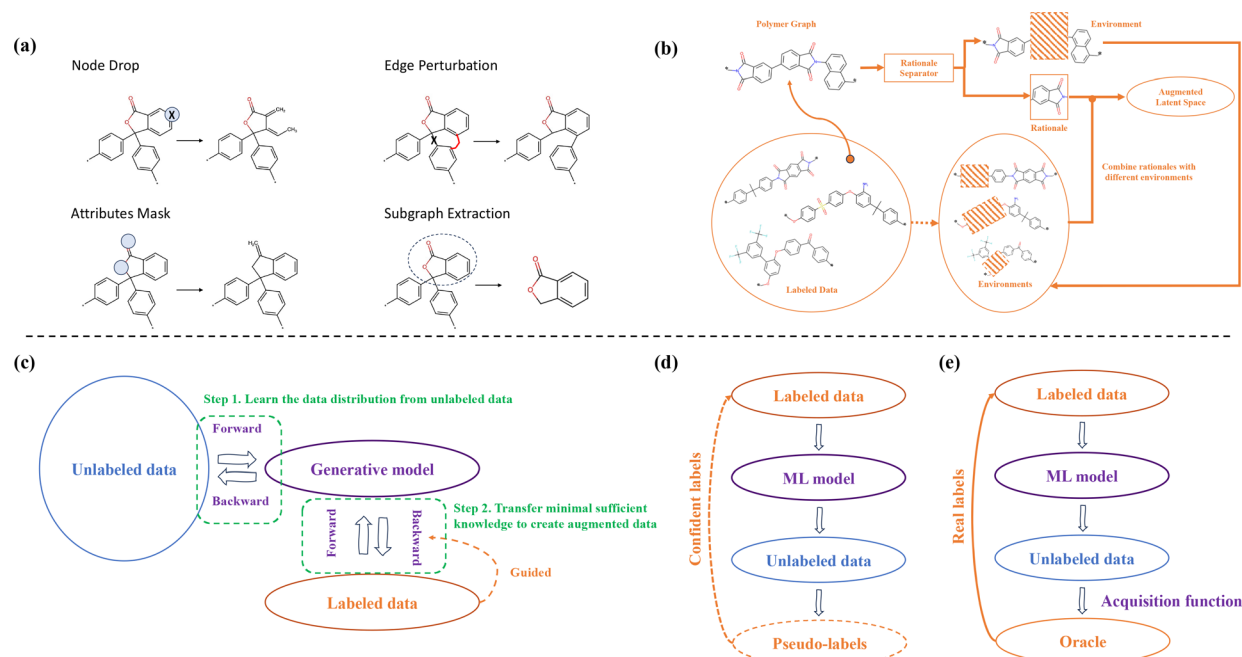 (a)
Node Drop
Edge Perturbation
X
X
Attributes Mask
Subgraph Extraction
(b)
Polymer Graph
Environment
Rationale
Separator
Rationale
Augmented
Latent Space
Combine rationales with
different environments
Labeled Data
Environments
(c)
Step 1. Learn the data distribution from unlabeled data
Forward
Unlabeled data
Generative model
Backward
Step 2. Transfer minimal sufficient
knowledge to create augmented data
Forward
Backward
Guided
Labeled data
(d)
Labeled data
ML model
Confident labels
Unlabeled data
Pseudo-labels
(e)
Labeled data
ML model
Real labels
Unlabeled data
Acquisition function
Oracle